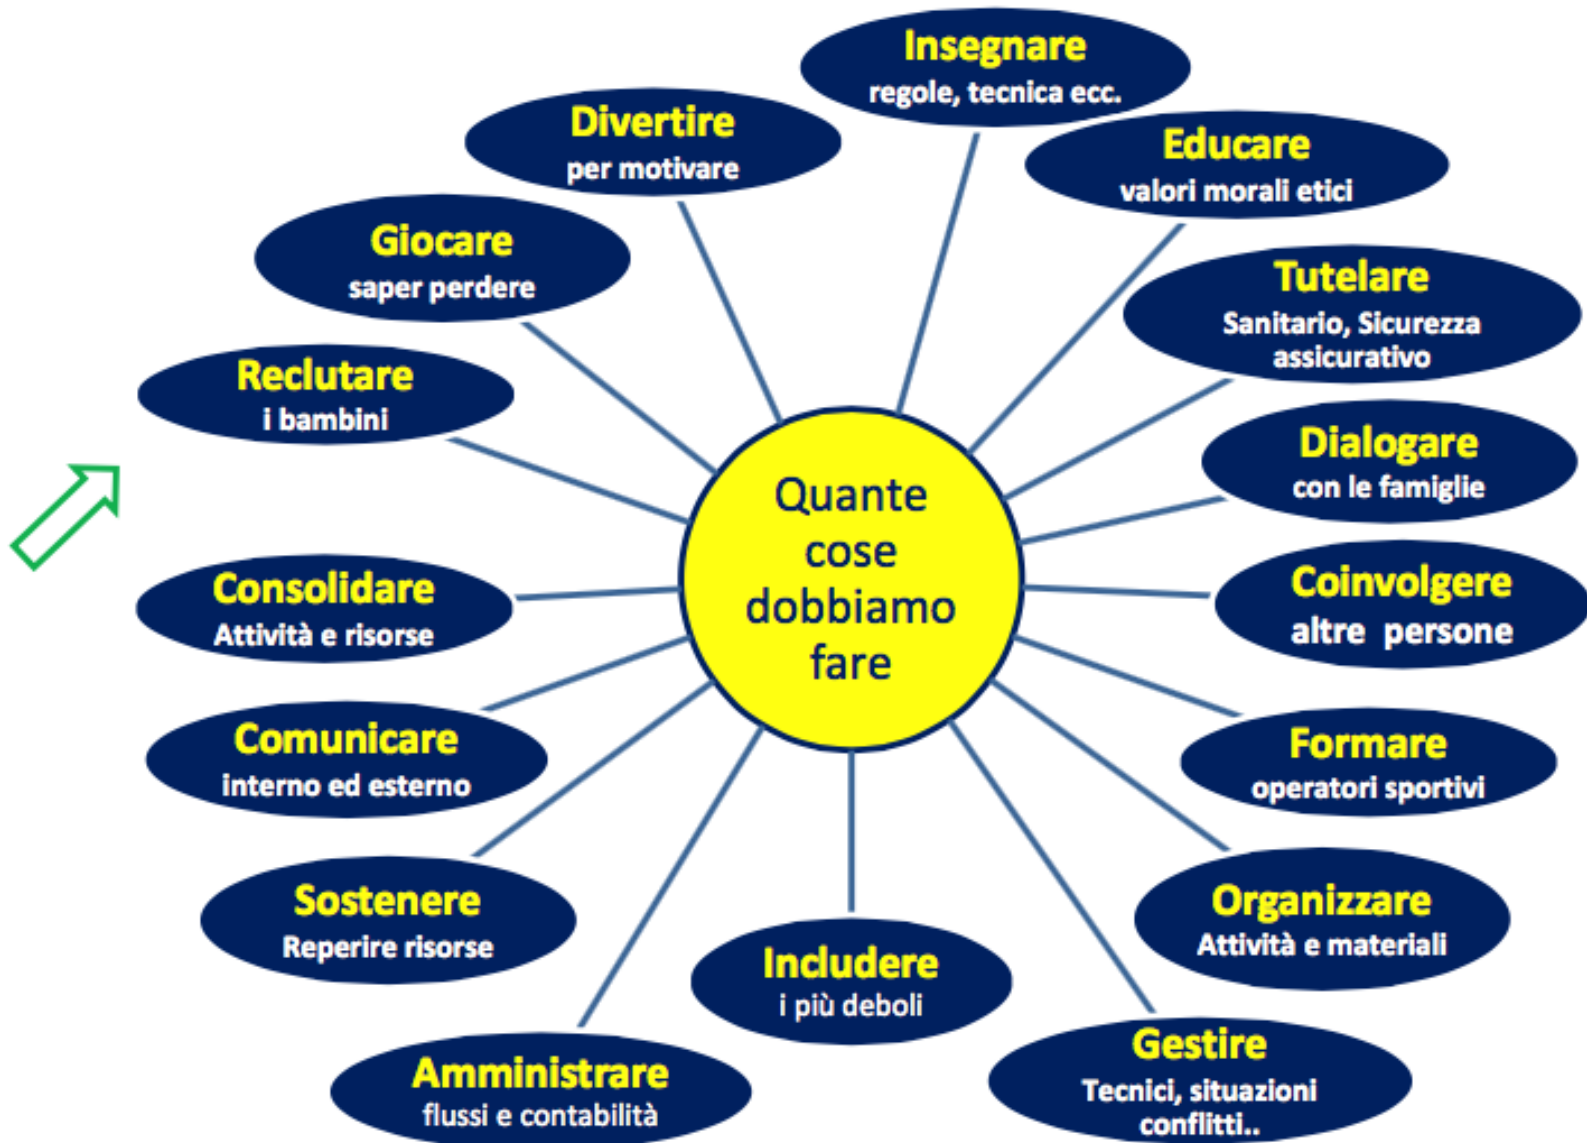 Quante
cose
dobbiamo
fare
Reclutare
i bambini
Giocare
saper perdere
Divertire
per motivare
Insegnare
regole, tecnica ecc.
Educare
valori morali etici
Tutelare
Sanitario, Sicurezza
assicurativo
Dialogare
con le famiglie
Coinvolgere
altre persone
Formare
operatori sportivi
Organizzare
Attività e materiali
Gestire
Tecnici, situazioni
conflitti..
Includere
i più deboli
Amministrare
flussi e contabilità
Sostenere
Reperire risorse
Comunicare
interno ed esterno
Consolidare
Attività e risorse